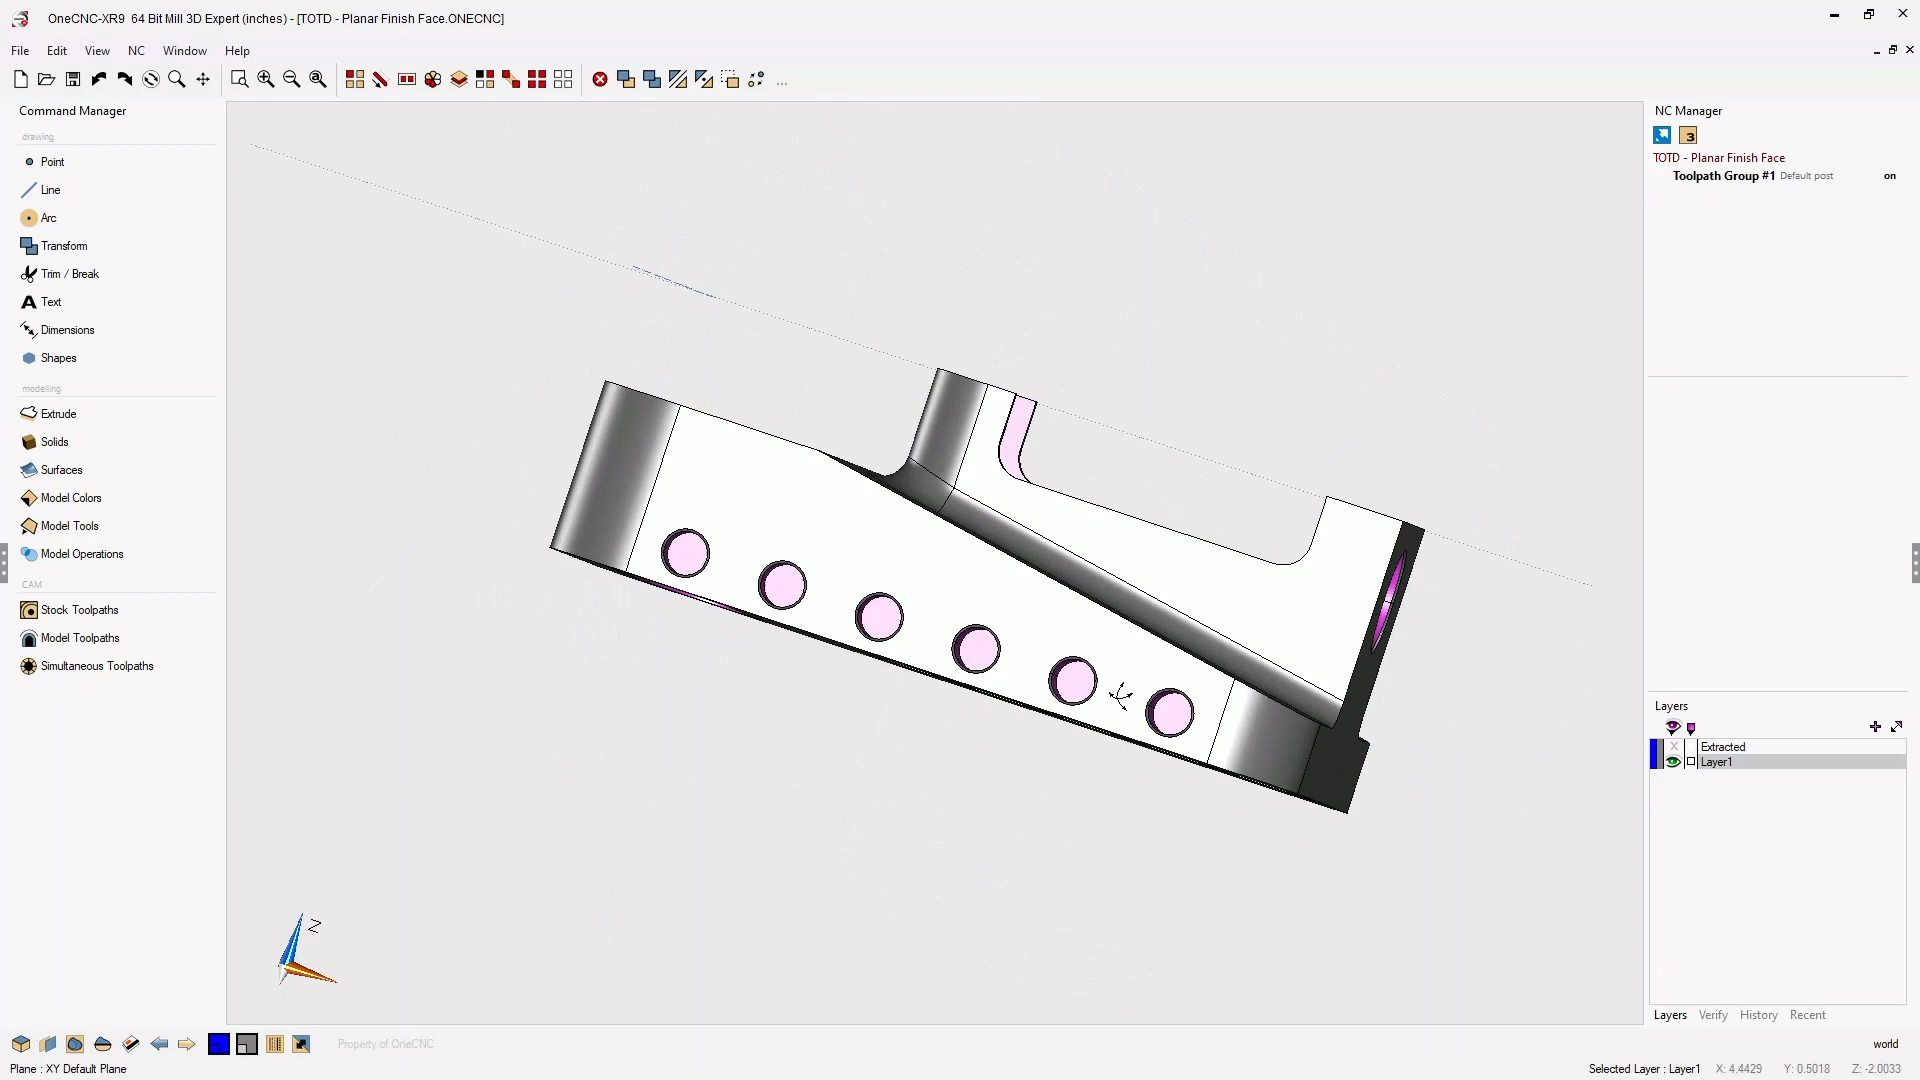 OneCNC-XR9 64 Bit Mill 3D Expert (inches) - [TOTD - Planar Finish Face.ONECNC]
File Edit View NC Window Help
Command Manager
drawing
Point
Line
Arc
Transform
Trim / Break
Text
Dimensions
Shapes
modelling
Extrude
Solids
Surfaces
Model Colors
Model Tools
Model Operations
CAM
Stock Toolpaths
Model Toolpaths
Simultaneous Toolpaths
Z
NC Manager
3
TOTD - Planar Finish Face
Toolpath Group #1 Default post on
Layers
X Extracted
Layer1
Layers Verify History Recent
Property of OneCNC
world
Plane : XY Default Plane
Selected Layer : Layer1 X: 4.4429 Y: 0.5018 Z: -2.0033